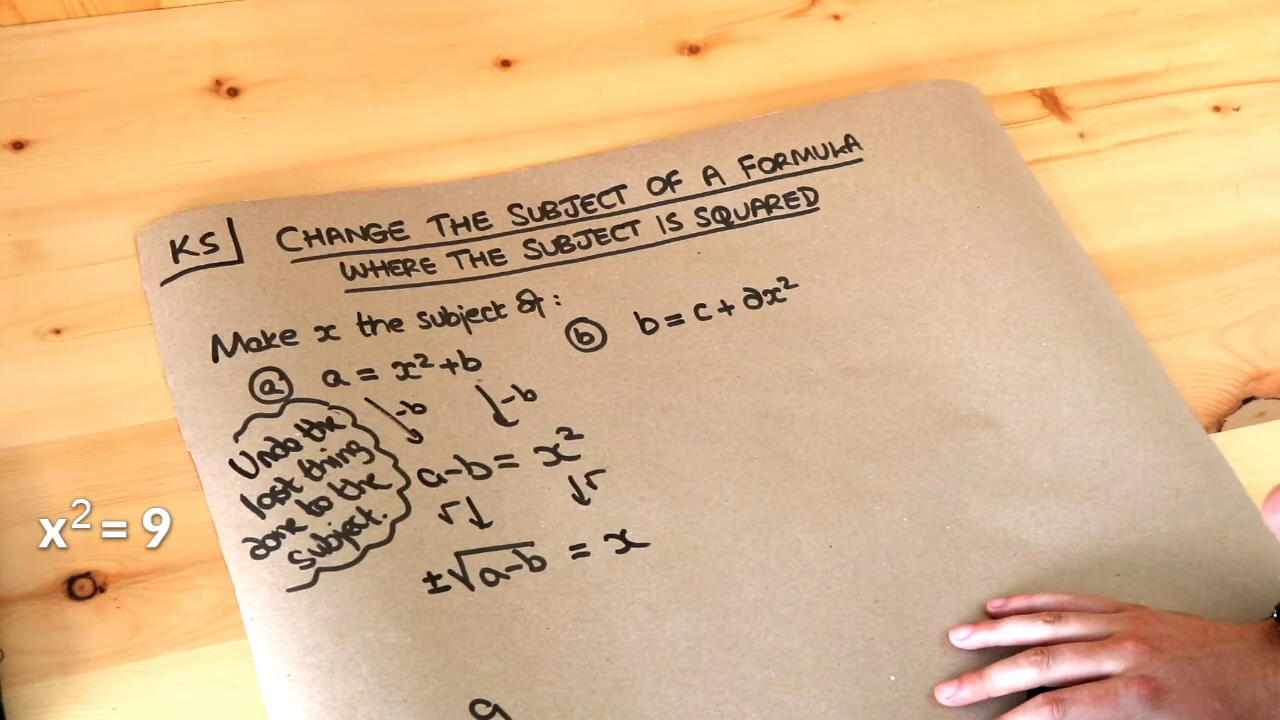 KS
CHANGE THE SUBJECT OF A FORMULA
WHERE THE SUBJECT IS SQUARED
Make x the subject of:
(a) a = x² + b
(b) b = c + ax²
-b -b
Undo the
last thing
done to the
subject.
a-b = x²
√ √
±√a-b = x
x² = 9